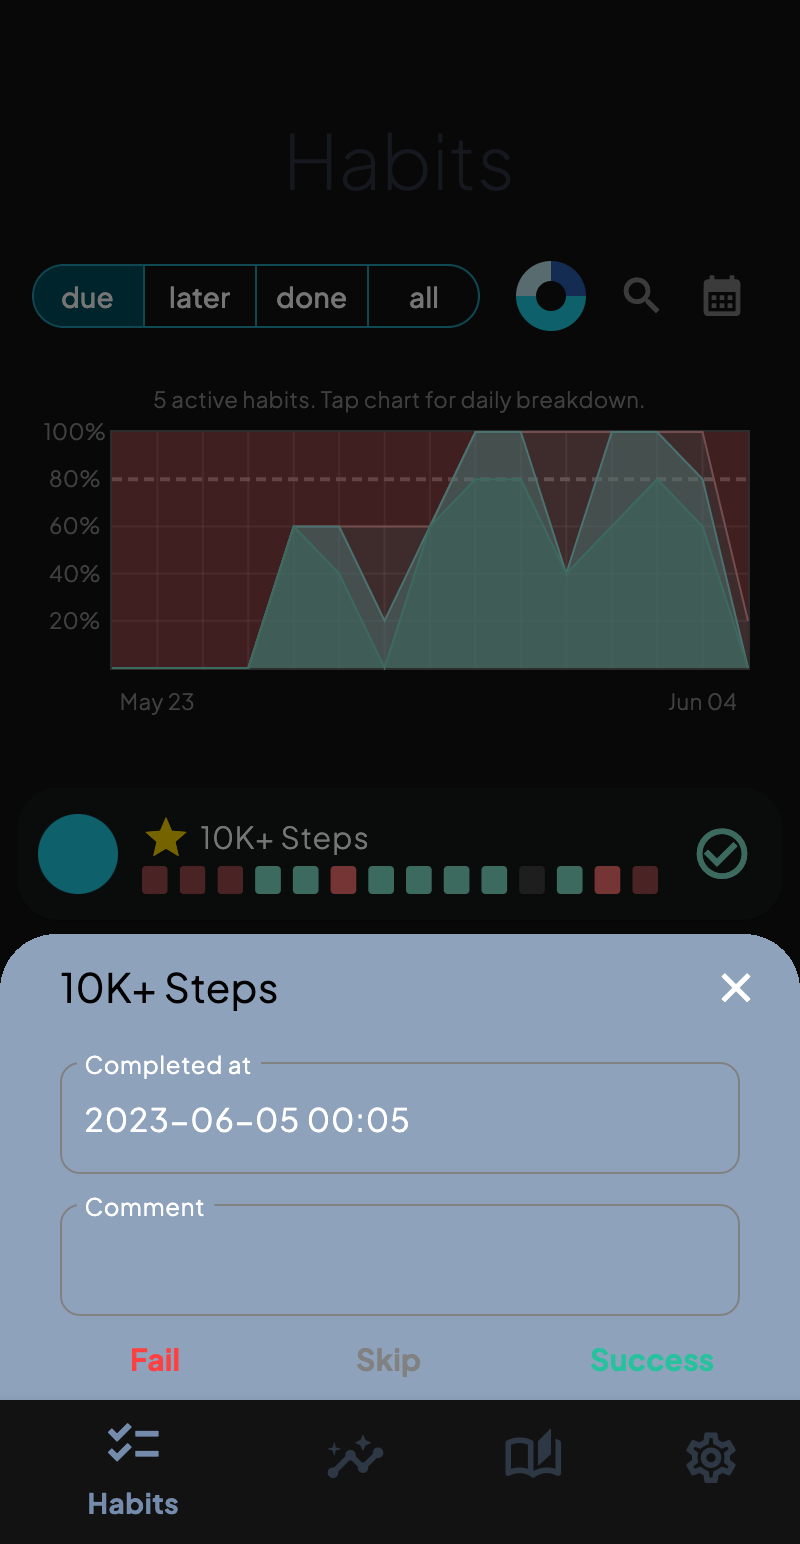 Habits
due later done all
5 active habits. Tap chart for daily breakdown.
100%
80%
60%
40%
20%
May 23 Jun 04
10K+ Steps
10K+ Steps
Completed at
2023-06-05 00:05
Comment
Fail Skip Success
Habits